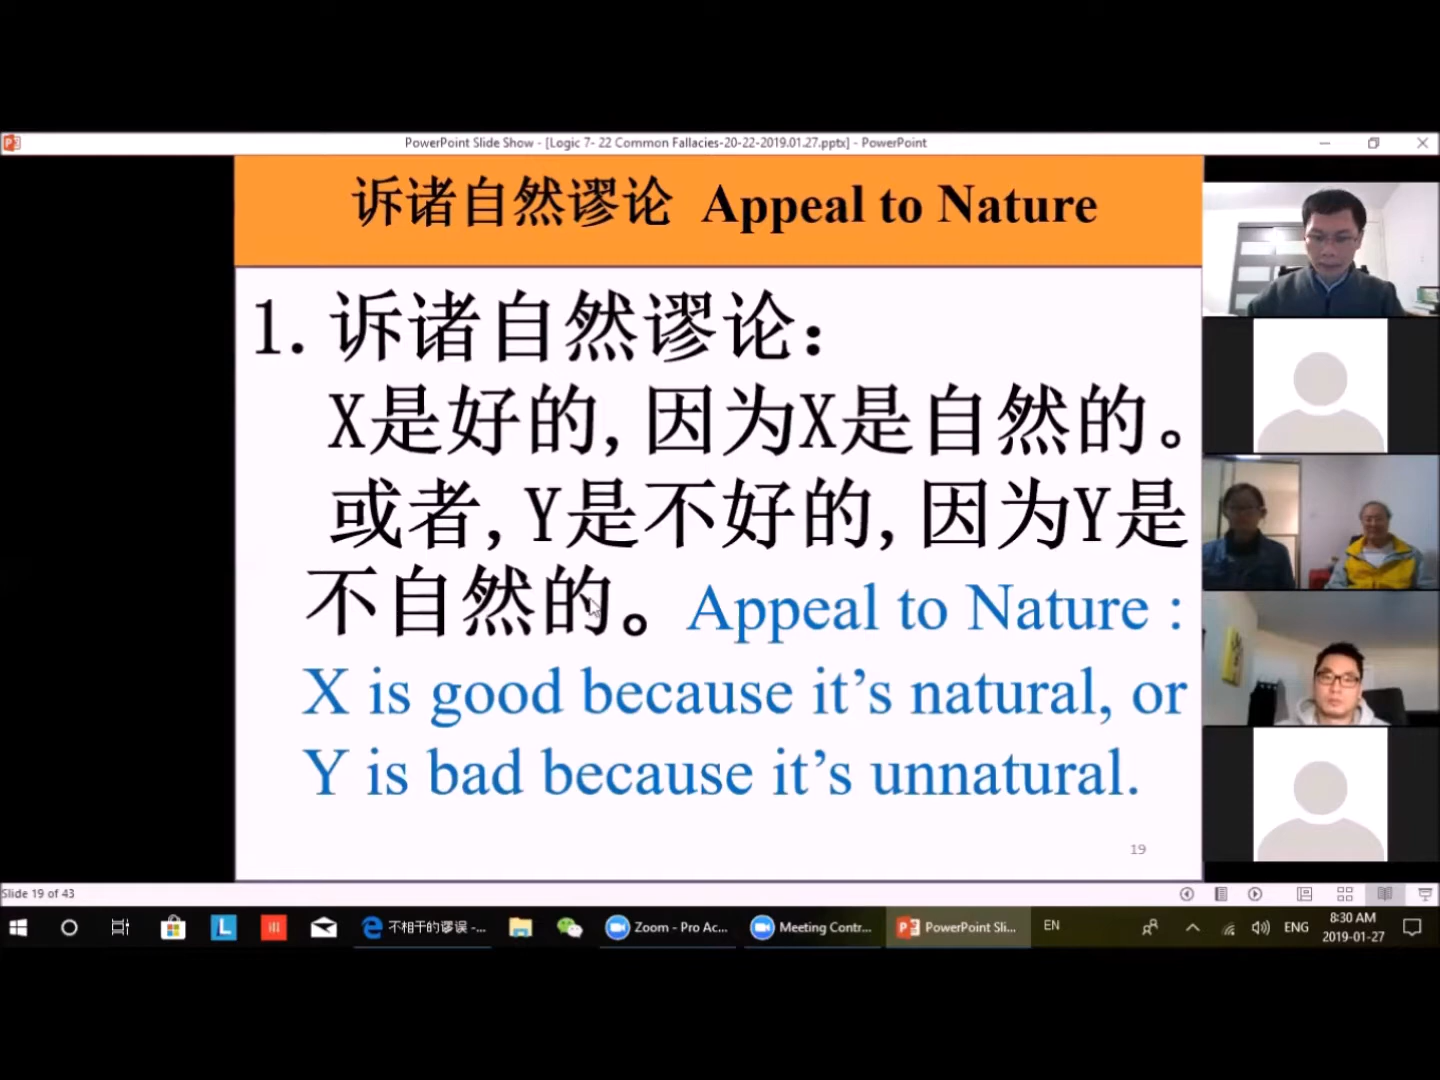 PowerPoint Slide Show - [Logic 7- 22 Common Fallacies-20-22-2019.01.27.pptx] - PowerPoint
诉诸自然谬论 Appeal to Nature
1. 诉诸自然谬论：
X是好的,因为X是自然的。
或者,Y是不好的,因为Y是
不自然的。Appeal to Nature :
X is good because it’s natural, or
Y is bad because it’s unnatural.
19
Slide 19 of 43
不相干的谬误 -...
Zoom - Pro Ac...
Meeting Contr...
PowerPoint Sli...
EN
ENG
8:30 AM
2019-01-27